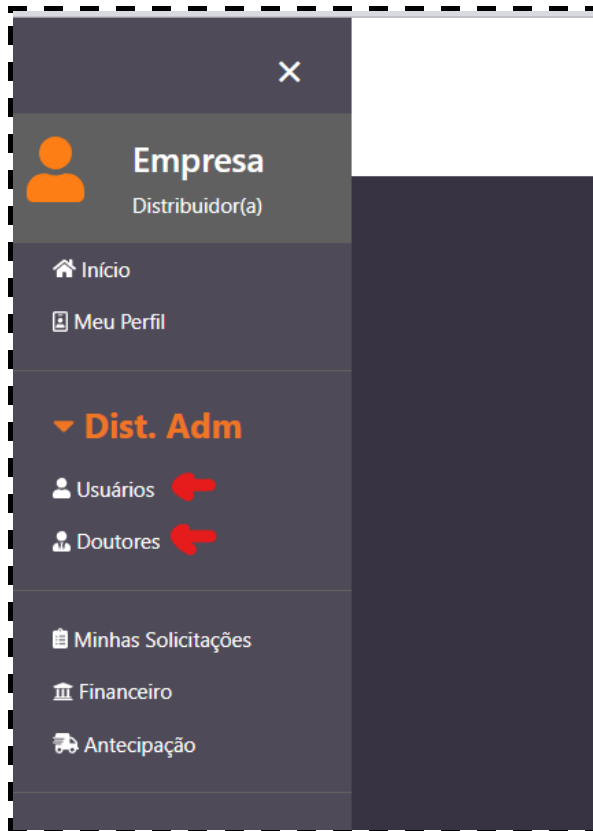 Empresa
Distribuidor(a)
Início
Meu Perfil
Dist. Adm
Usuários
Doutores
Minhas Solicitações
Financeiro
Antecipação